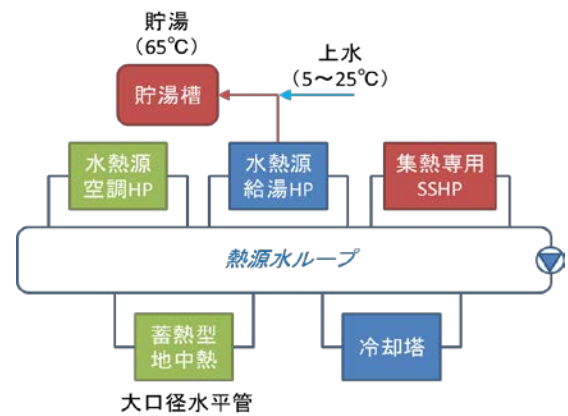 貯湯
（65℃）
上水
（5～25℃）
貯湯槽
水熱源
空調HP
水熱源
給湯HP
集熱専用
SSHP
熱源水ループ
蓄熱型
地中熱
冷却塔
大口径水平管